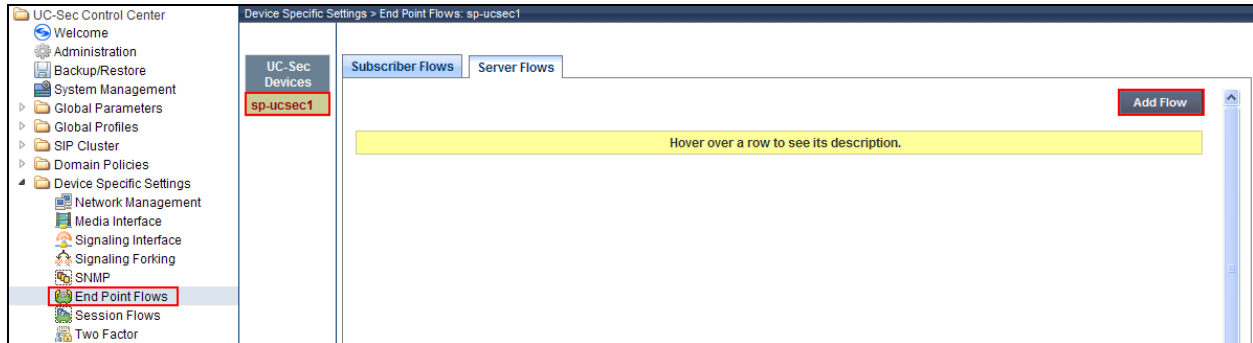 UC-Sec Control Center
Welcome
Administration
Backup/Restore
System Management
Global Parameters
Global Profiles
SIP Cluster
Domain Policies
Device Specific Settings
Network Management
Media Interface
Signaling Interface
Signaling Forking
SNMP
End Point Flows
Session Flows
Two Factor
Device Specific Settings > End Point Flows: sp-ucsec1
UC-Sec
Devices
sp-ucsec1
Subscriber Flows
Server Flows
Add Flow
Hover over a row to see its description.